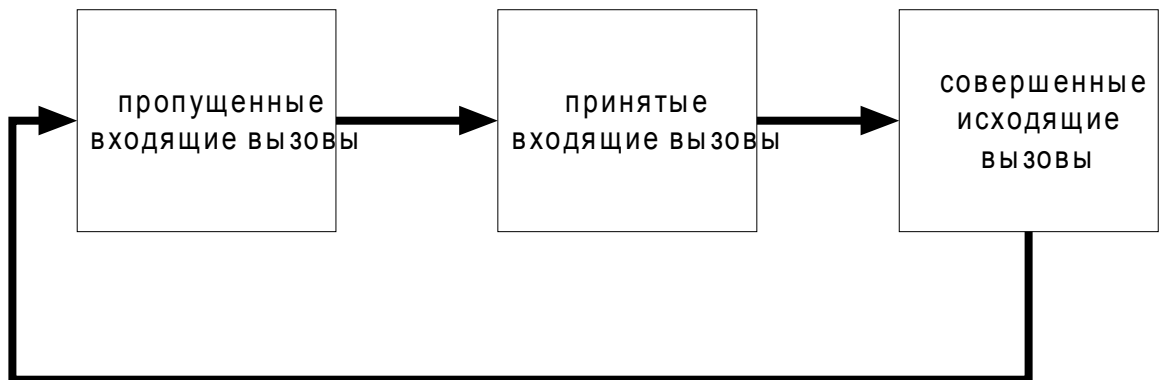 пропущенные
входящие вызовы
принятые
входящие вызовы
совершенные
исходящие
вызовы